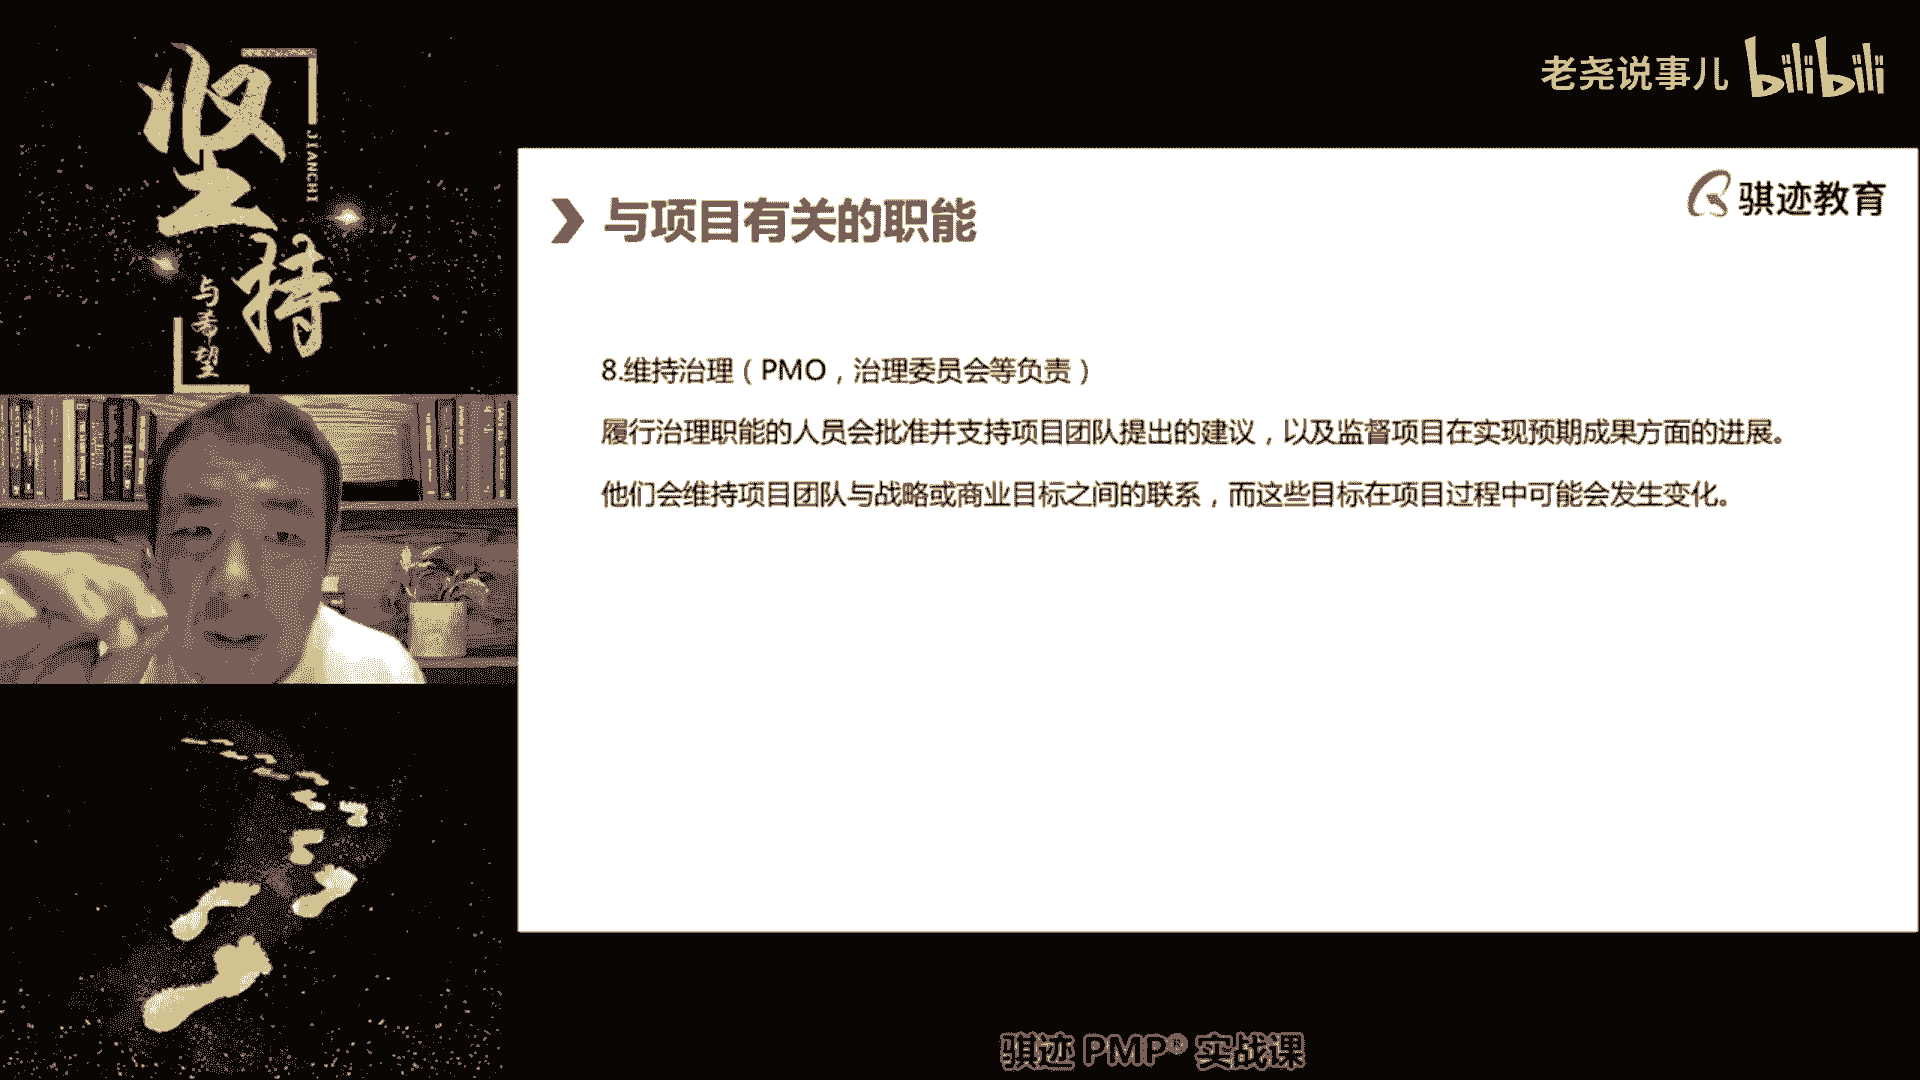 坚持
JIANCHI
与希望
老尧说事儿 bilibili
骐迹教育
与项目有关的职能
8.维持治理（PMO，治理委员会等负责）
履行治理职能的人员会批准并支持项目团队提出的建议，以及监督项目在实现预期成果方面的进展。
他们会维持项目团队与战略或商业目标之间的联系，而这些目标在项目过程中可能会发生变化。
骐迹 PMP® 实战课